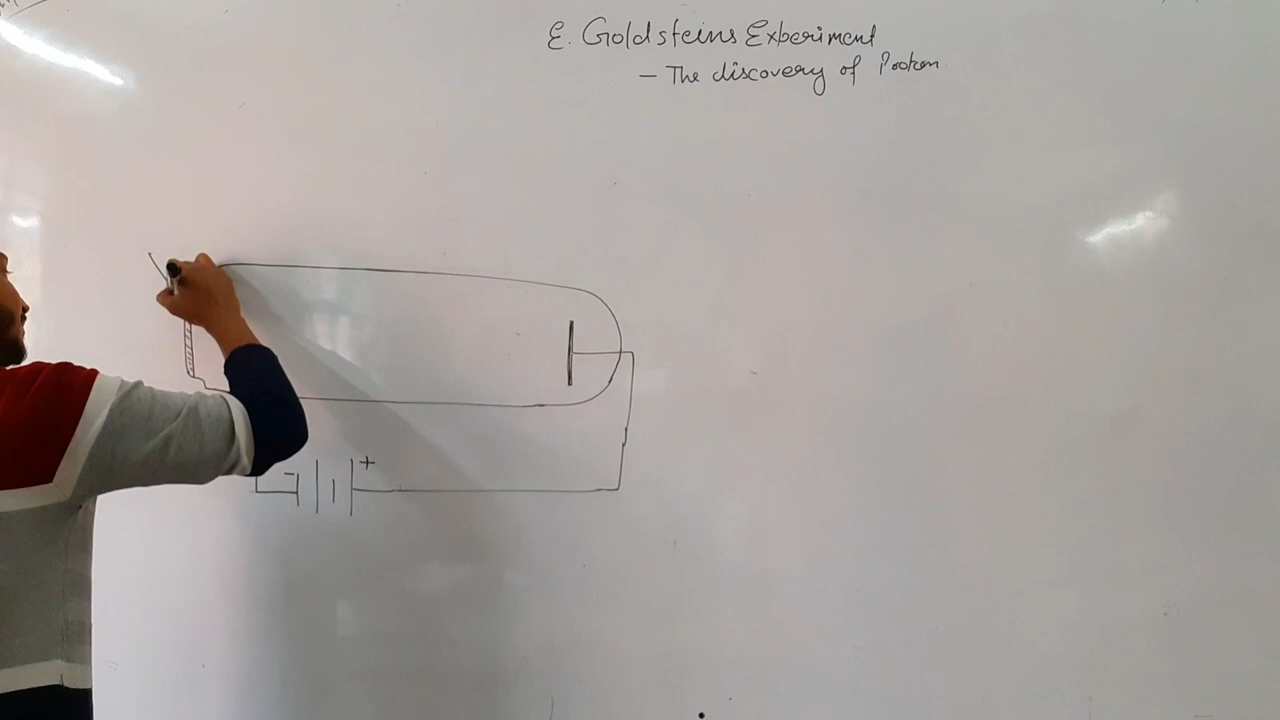 E. Goldsteins Experiment
- The discovery of Proton
-
+